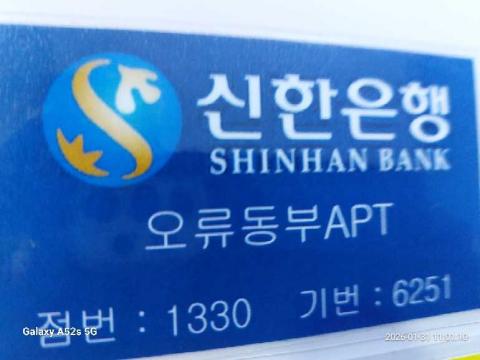 신한은행
SHINHAN BANK
오류동부APT
점번 : 1330 기번 : 6251
Galaxy A52s 5G